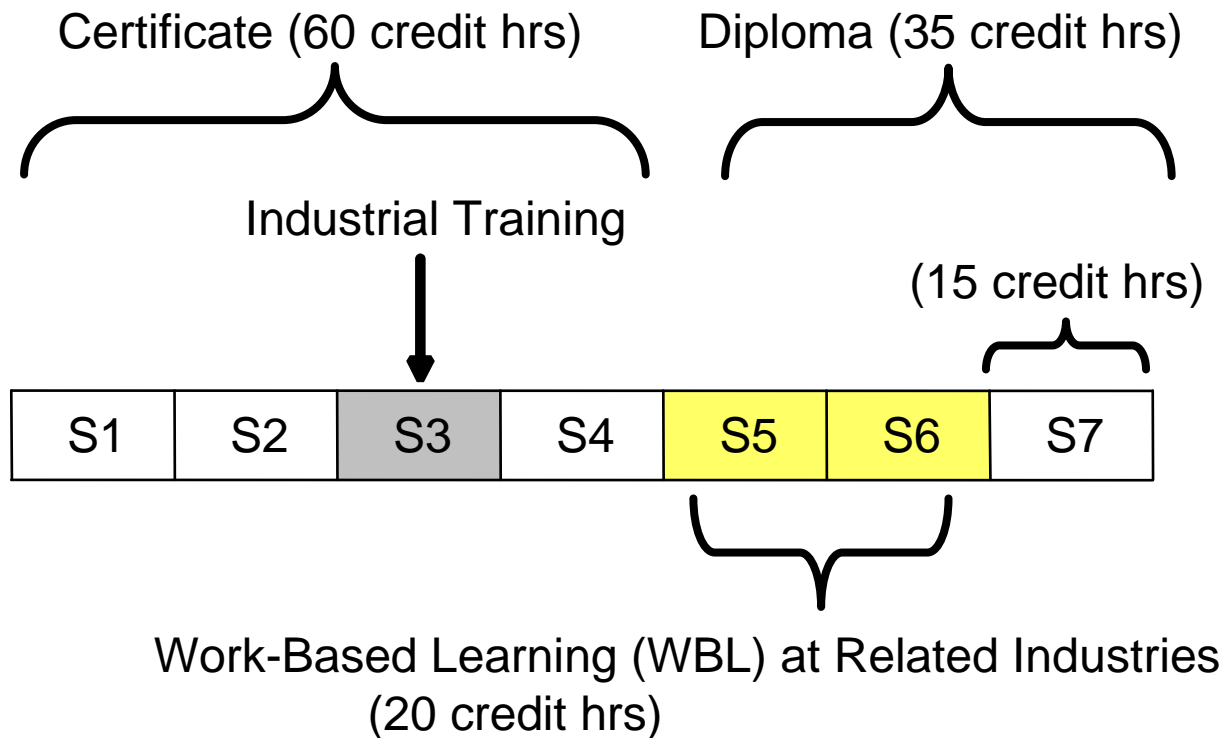 Certificate (60 credit hrs)
Diploma (35 credit hrs)
Industrial Training
(15 credit hrs)
S1 S2 S3 S4 S5 S6 S7
Work-Based Learning (WBL) at Related Industries
(20 credit hrs)